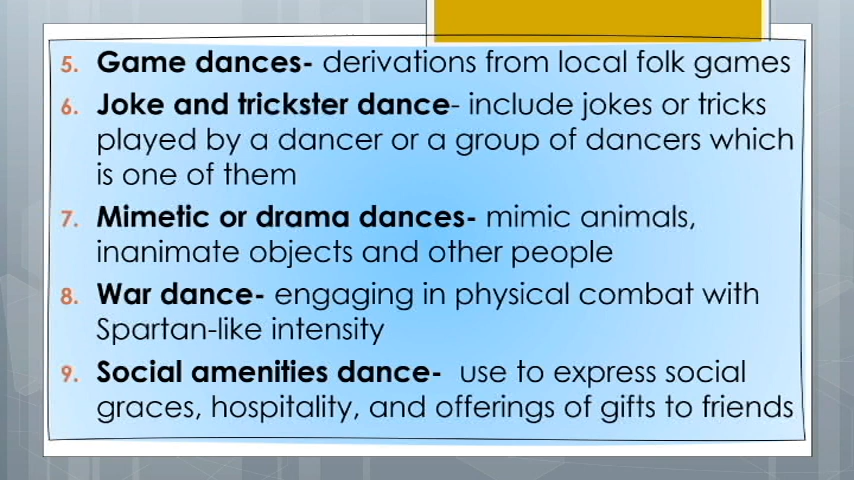 5. Game dances- derivations from local folk games
6. Joke and trickster dance- include jokes or tricks
played by a dancer or a group of dancers which
is one of them
7. Mimetic or drama dances- mimic animals,
inanimate objects and other people
8. War dance- engaging in physical combat with
Spartan-like intensity
9. Social amenities dance- use to express social
graces, hospitality, and offerings of gifts to friends